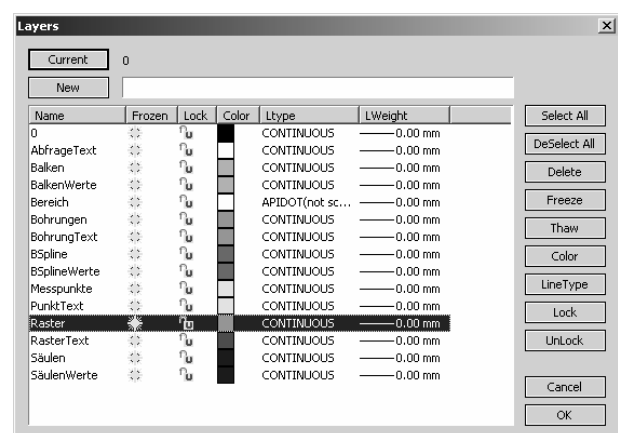 Layers
Current 0
New
Name Frozen Lock Color Ltype LWeight
0 CONTINUOUS 0.00 mm
AbfrageText CONTINUOUS 0.00 mm
Balken CONTINUOUS 0.00 mm
BalkenWerte CONTINUOUS 0.00 mm
Bereich APIDOT(not sc... 0.00 mm
Bohrungen CONTINUOUS 0.00 mm
BohrungText CONTINUOUS 0.00 mm
BSpline CONTINUOUS 0.00 mm
BSplineWerte CONTINUOUS 0.00 mm
Messpunkte CONTINUOUS 0.00 mm
PunktText CONTINUOUS 0.00 mm
Raster CONTINUOUS 0.00 mm
RasterText CONTINUOUS 0.00 mm
Säulen CONTINUOUS 0.00 mm
SäulenWerte CONTINUOUS 0.00 mm
Select All
DeSelect All
Delete
Freeze
Thaw
Color
LineType
Lock
UnLock
Cancel
OK